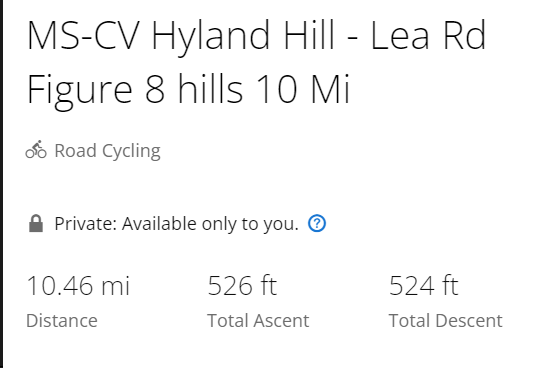 MS-CV Hyland Hill - Lea Rd
Figure 8 hills 10 Mi
Road Cycling
Private: Available only to you. ?
10.46 mi 526 ft 524 ft
Distance Total Ascent Total Descent